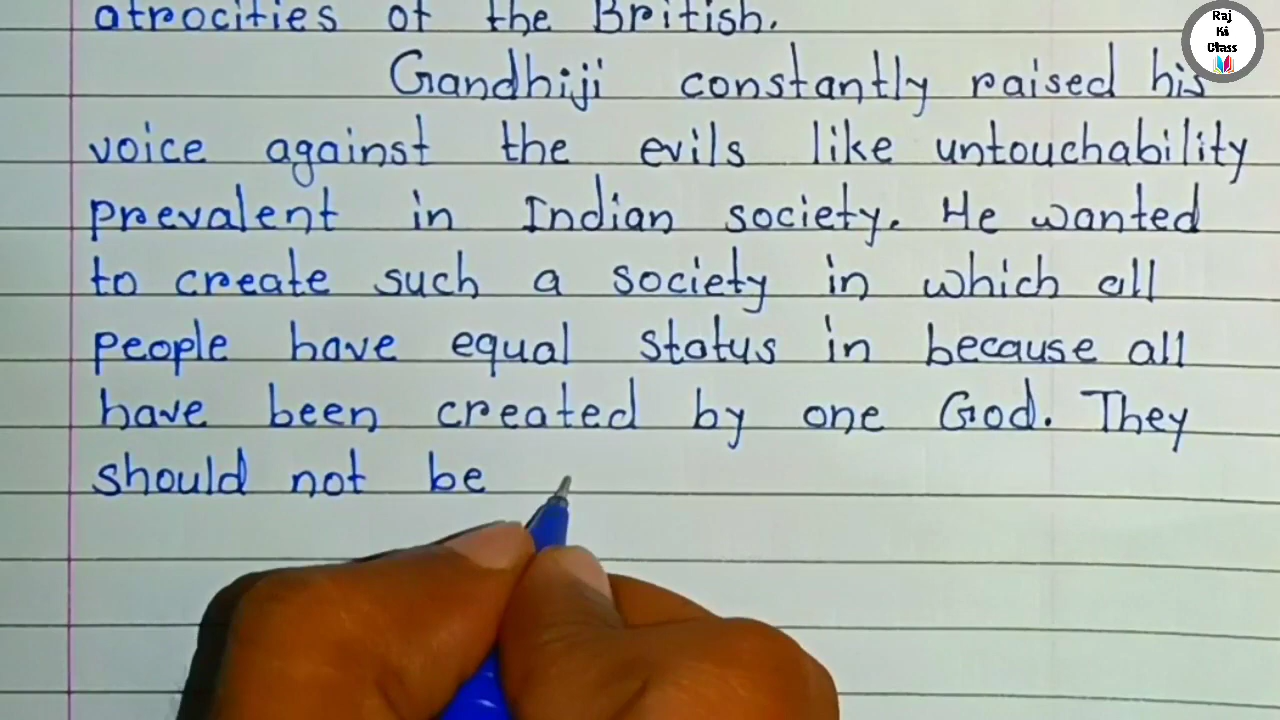 atrocities of the British.
Raj
Ki
Class
Gandhiji constantly raised his
voice against the evils like untouchability
prevalent in Indian society. He wanted
to create such a society in which all
people have equal status in because all
have been created by one God. They
should not be